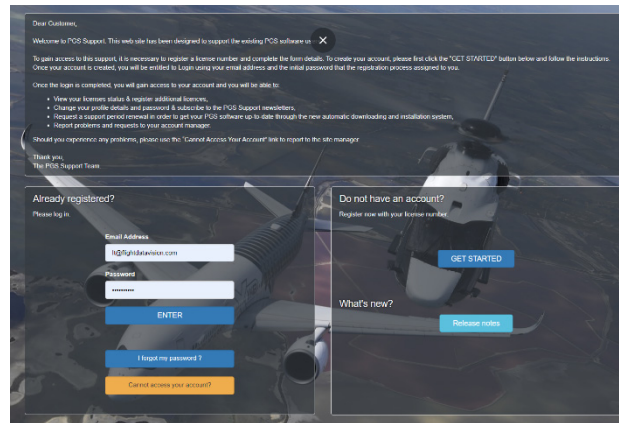 Dear Customer,
Welcome to PGS Support. This web site has been designed to support the existing PGS software us
To gain access to this support, it is necessary to register a license number and complete the form details. To create your account, please first click the "GET STARTED" button below and follow the instructions.
Once your account is created, you will be entitled to Login using your email address and the initial password that the registration process assigned to you.
Once the login is completed, you will gain access to your account and you will be able to:
• View your licenses status & register additional licences,
• Change your profile details and password & subscribe to the PGS Support newsletters,
• Request a support period renewal in order to get your PGS software up-to-date through the new automatic downloading and installation system,
• Report problems and requests to your account manager.
Should you experience any problems, please use the "Cannot Access Your Account" link to report to the site manager
Thank you,
The PGS Support Team
Already registered?
Please log in.
Email Address
@flightdatavision.com
Password
ENTER
I forgot my password ?
Cannot access your account?
Do not have an account?
Register now with your license number
GET STARTED
What's new?
Release notes